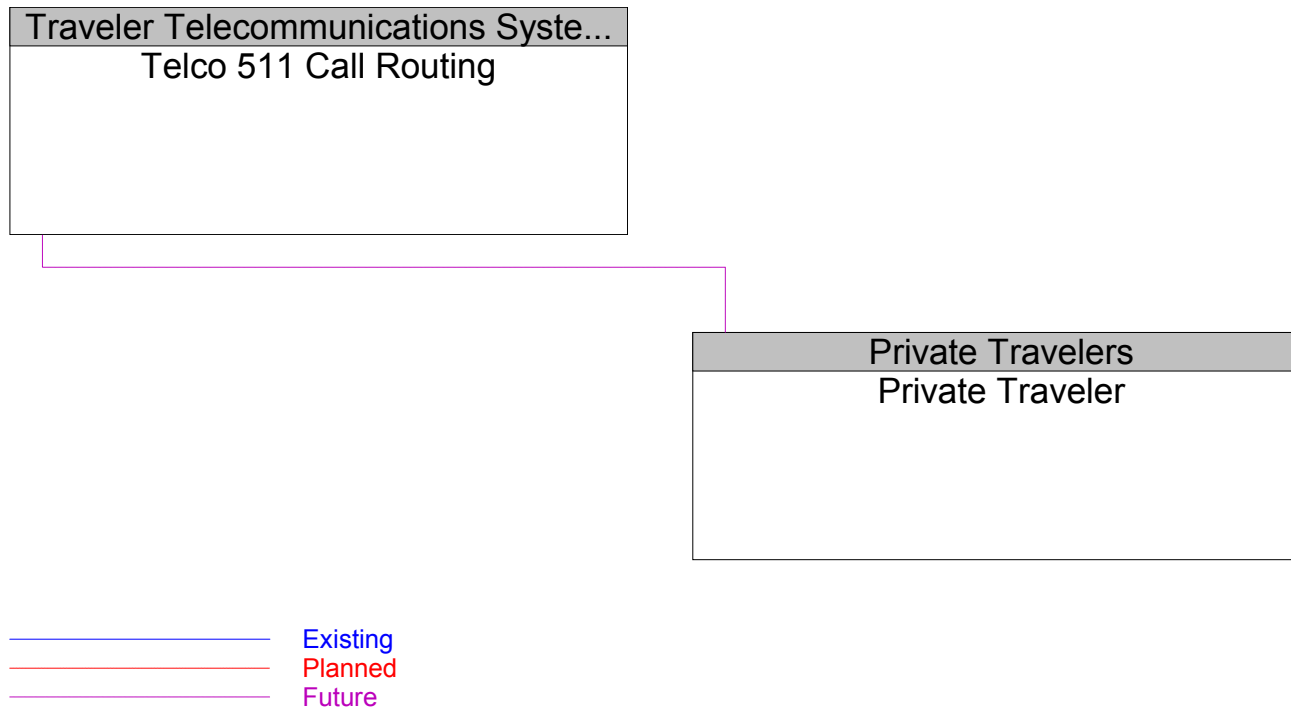 Traveler Telecommunications Syste...
Telco 511 Call Routing
Private Travelers
Private Traveler
Existing
Planned
Future